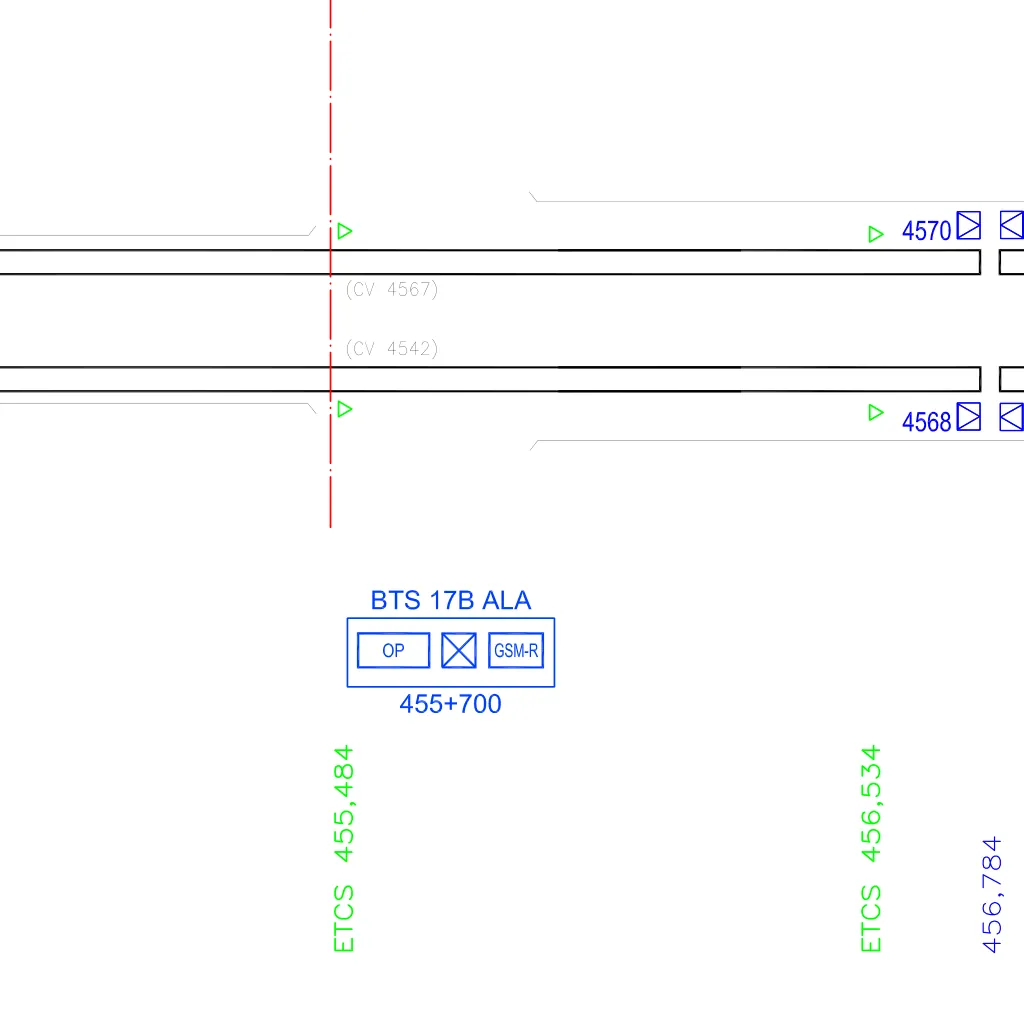 4570
(CV 4567)
(CV 4542)
4568
BTS 17B ALA
OP
GSM-R
455+700
ETCS 455,484
ETCS 456,534
456,784